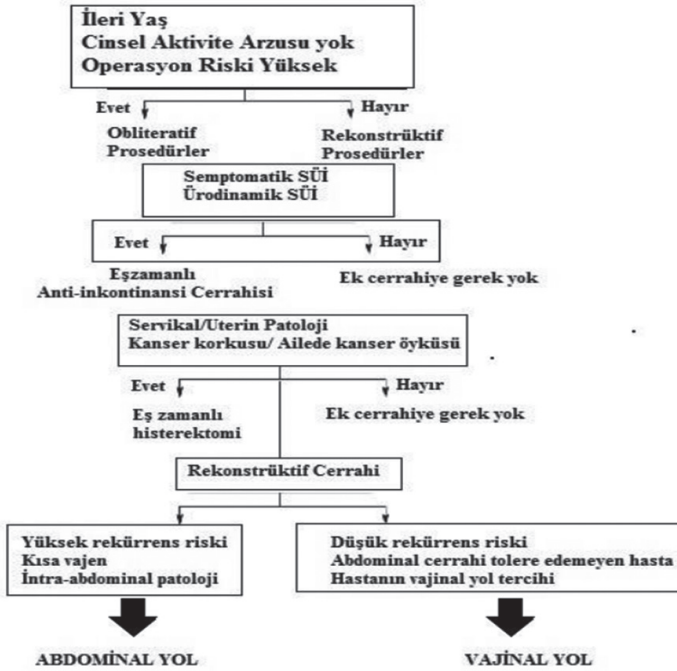 İleri Yaş
Cinsel Aktivite Arzusu yok
Operasyon Riski Yüksek
Evet
Hayır
Obliteratif
Prosedürler
Rekonstrüktif
Prosedürler
Semptomatik SÜİ
Ürodinamik SÜİ
Evet
Hayır
Eşzamanlı
Anti-inkontinansi Cerrahisi
Ek cerrahiye gerek yok
Servikal/Uterin Patoloji
Kanser korkusu/ Ailede kanser öyküsü
Evet
Hayır
Eş zamanlı
histerektomi
Ek cerrahiye gerek yok
Rekonstrüktif Cerrahi
Yüksek rekürrens riski
Kısa vajen
İntra-abdominal patoloji
Düşük rekürrens riski
Abdominal cerrahi tolere edemeyen hasta
Hastanın vajinal yol tercihi
ABDOMİNAL YOL
VAJİNAL YOL